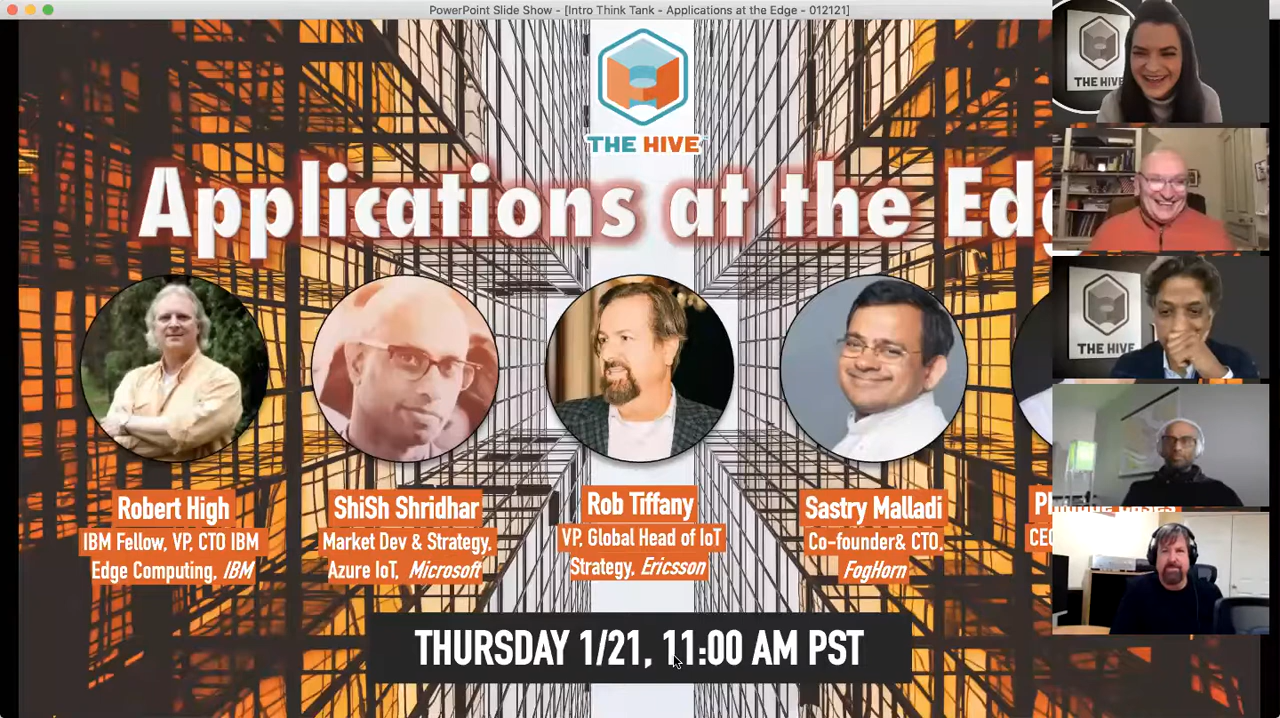 PowerPoint Slide Show - [Intro Think Tank - Applications at the Edge - 012121]
THE HIVE
THE HIVE
Applications at the Edg
THE HIVE
Robert High
IBM Fellow, VP, CTO IBM
Edge Computing, IBM
ShiSh Shridhar
Market Dev & Strategy,
Azure IoT, Microsoft
Rob Tiffany
VP, Global Head of IoT
Strategy, Ericsson
Sastry Malladi
Co-founder& CTO,
FogHorn
CEO
THURSDAY 1/21, 11:00 AM PST